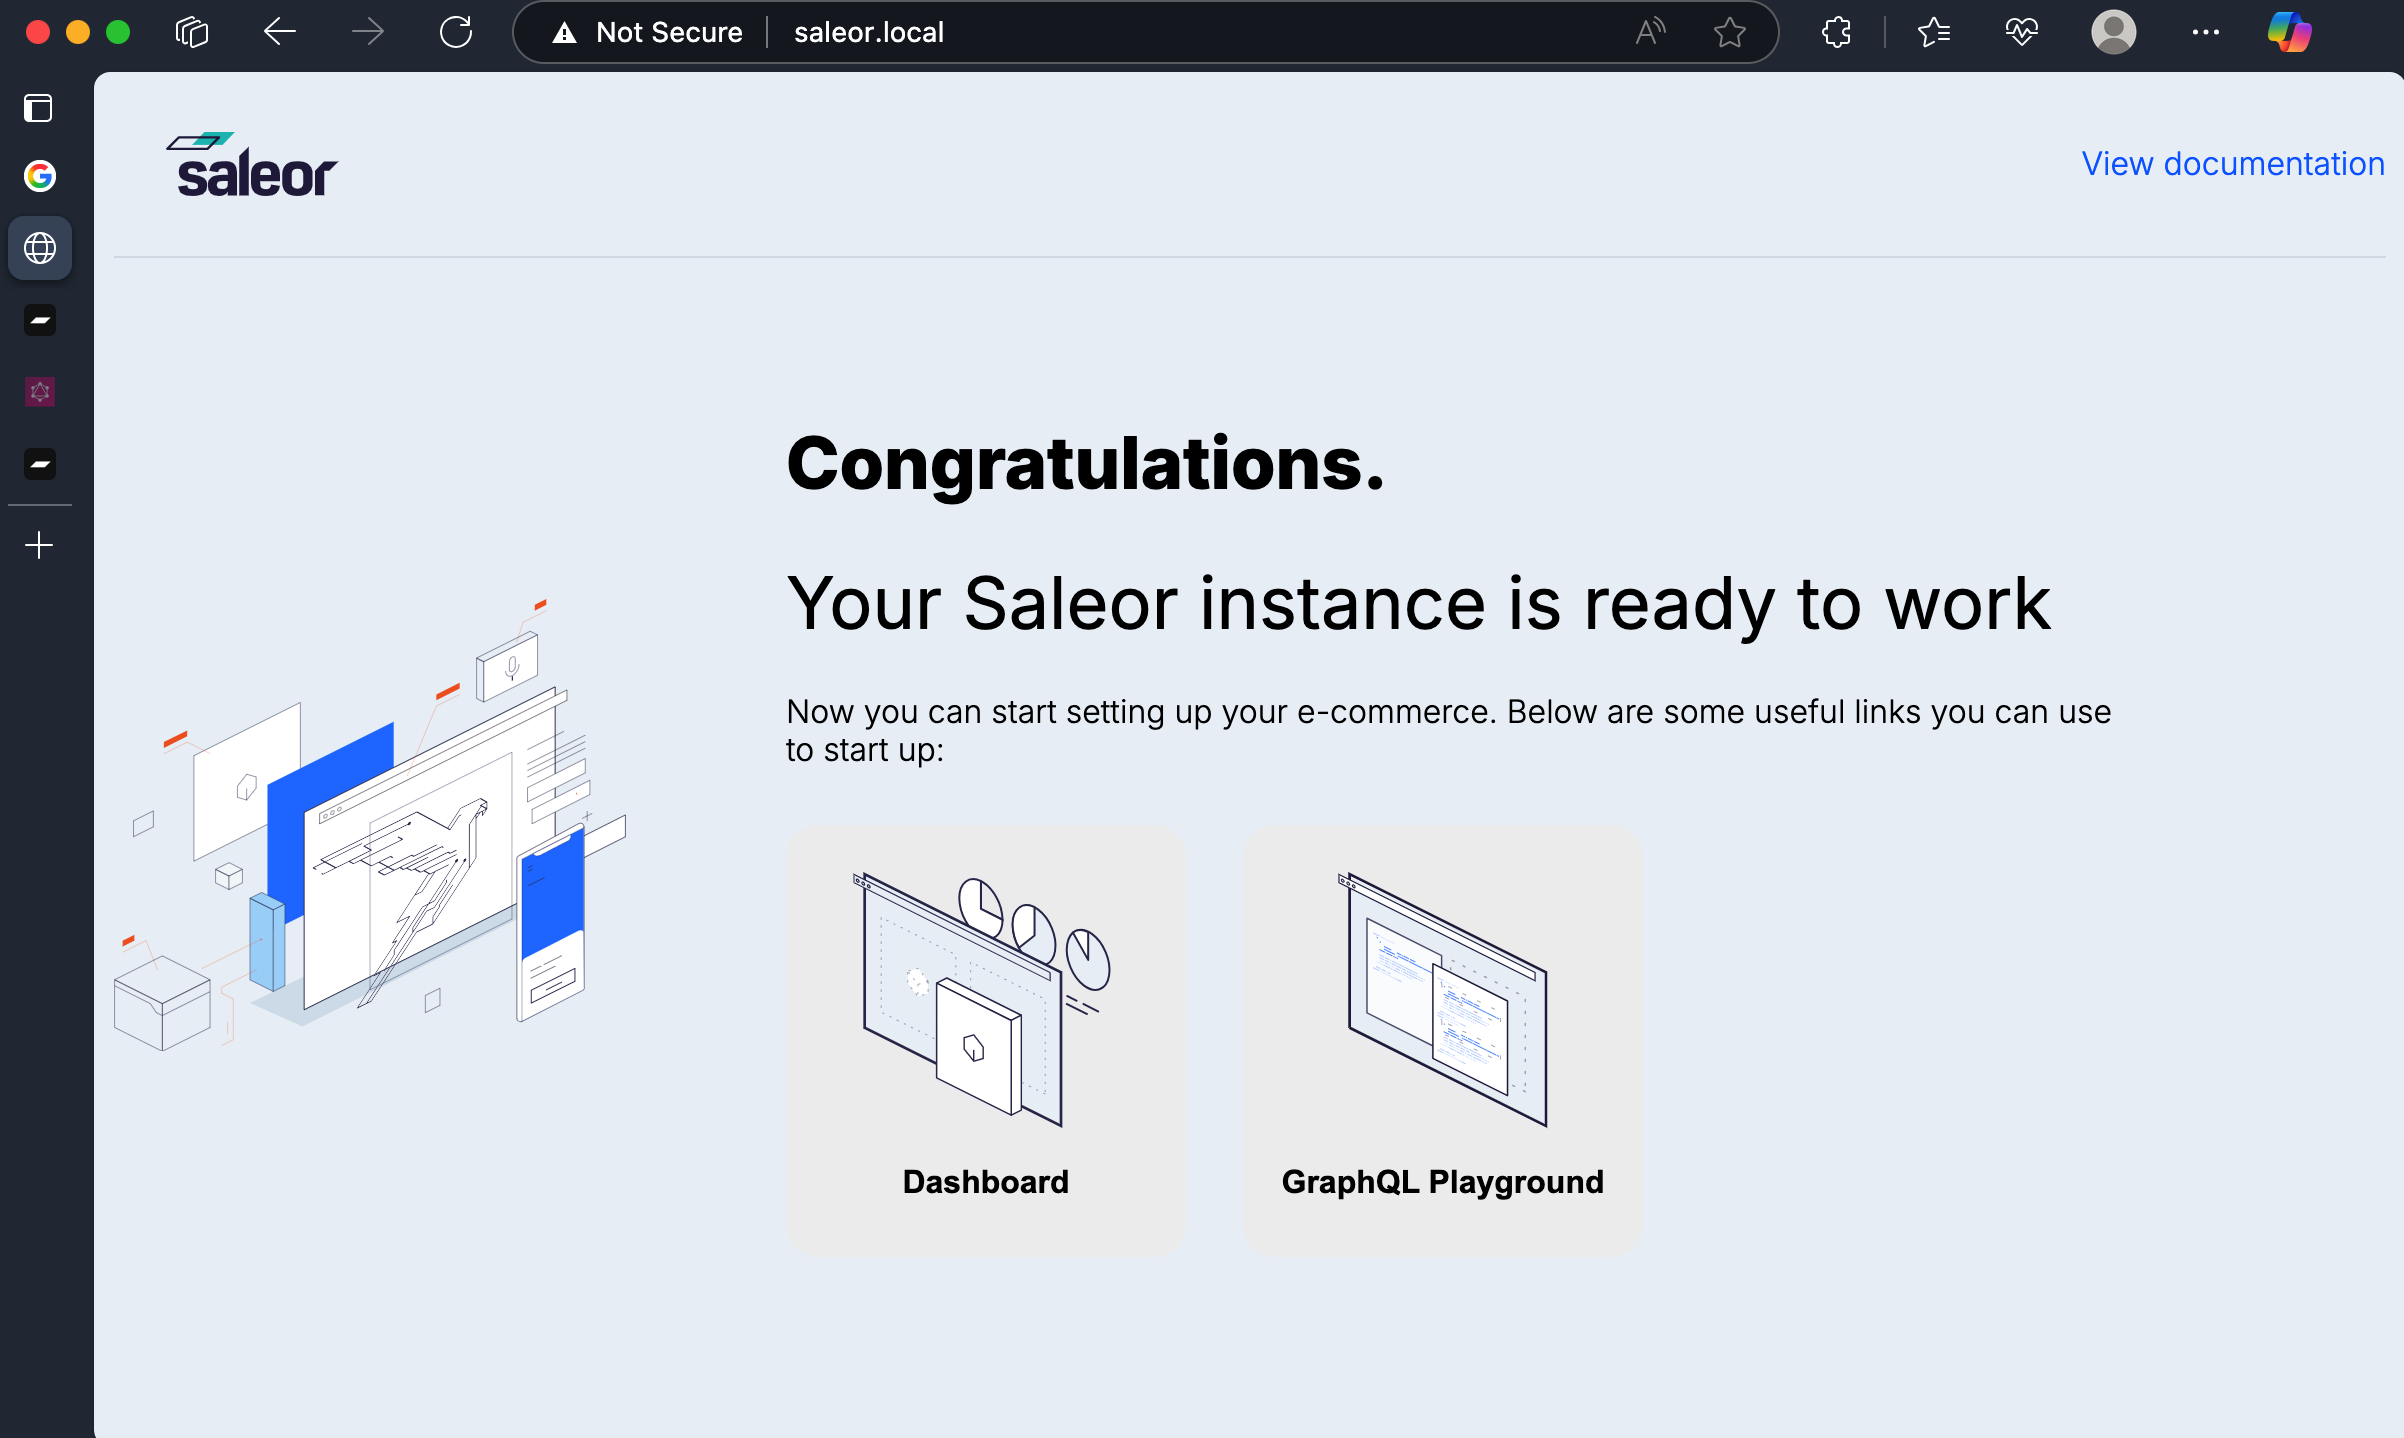 Not Secure
saleor.local
saleor
View documentation
Congratulations.
Your Saleor instance is ready to work
Now you can start setting up your e-commerce. Below are some useful links you can use
to start up:
Dashboard
GraphQL Playground